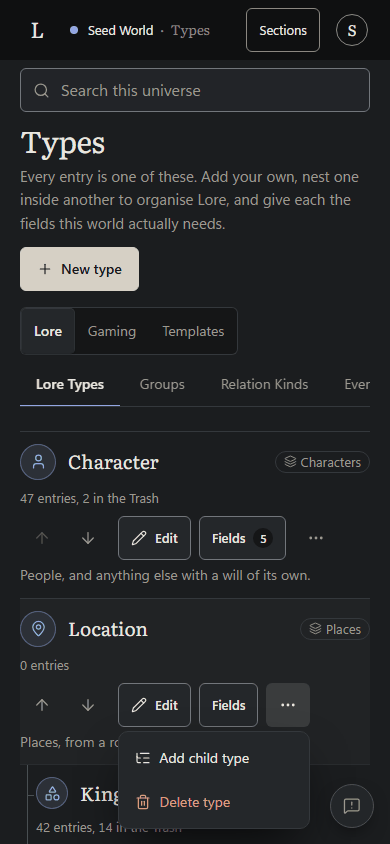 L Seed World · Types Sections S
Search this universe
Types
Every entry is one of these. Add your own, nest one
inside another to organise Lore, and give each the
fields this world actually needs.
New type
Lore Gaming Templates
Lore Types Groups Relation Kinds Ever
Character Characters
47 entries, 2 in the Trash
Edit Fields 5
People, and anything else with a will of its own.
Location Places
0 entries
Edit Fields
Places, from a
Add child type
Delete type
42 entries, 14 in the Trash